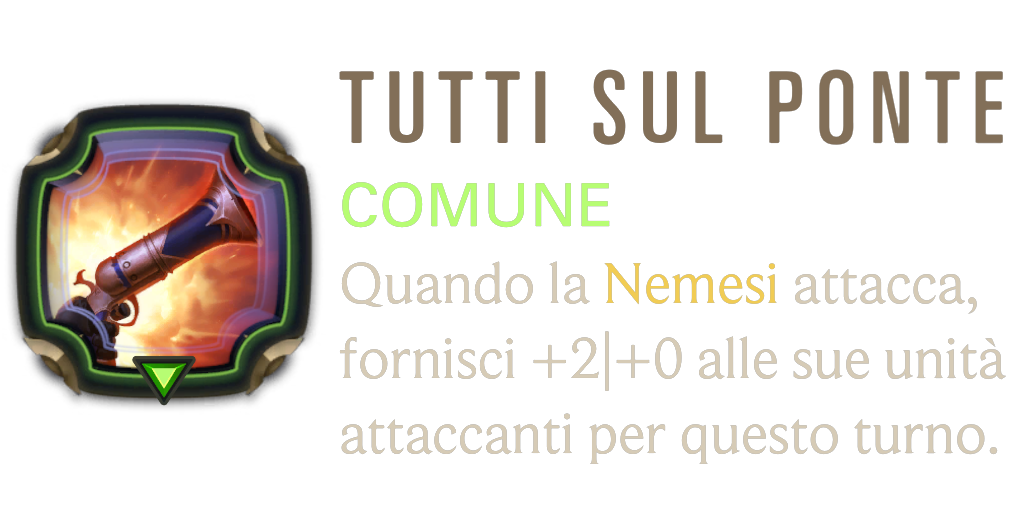 TUTTI SUL PONTE
COMUNE
Quando la Nemesi attacca,
fornisci +2|+0 alle sue unità
attaccanti per questo turno.